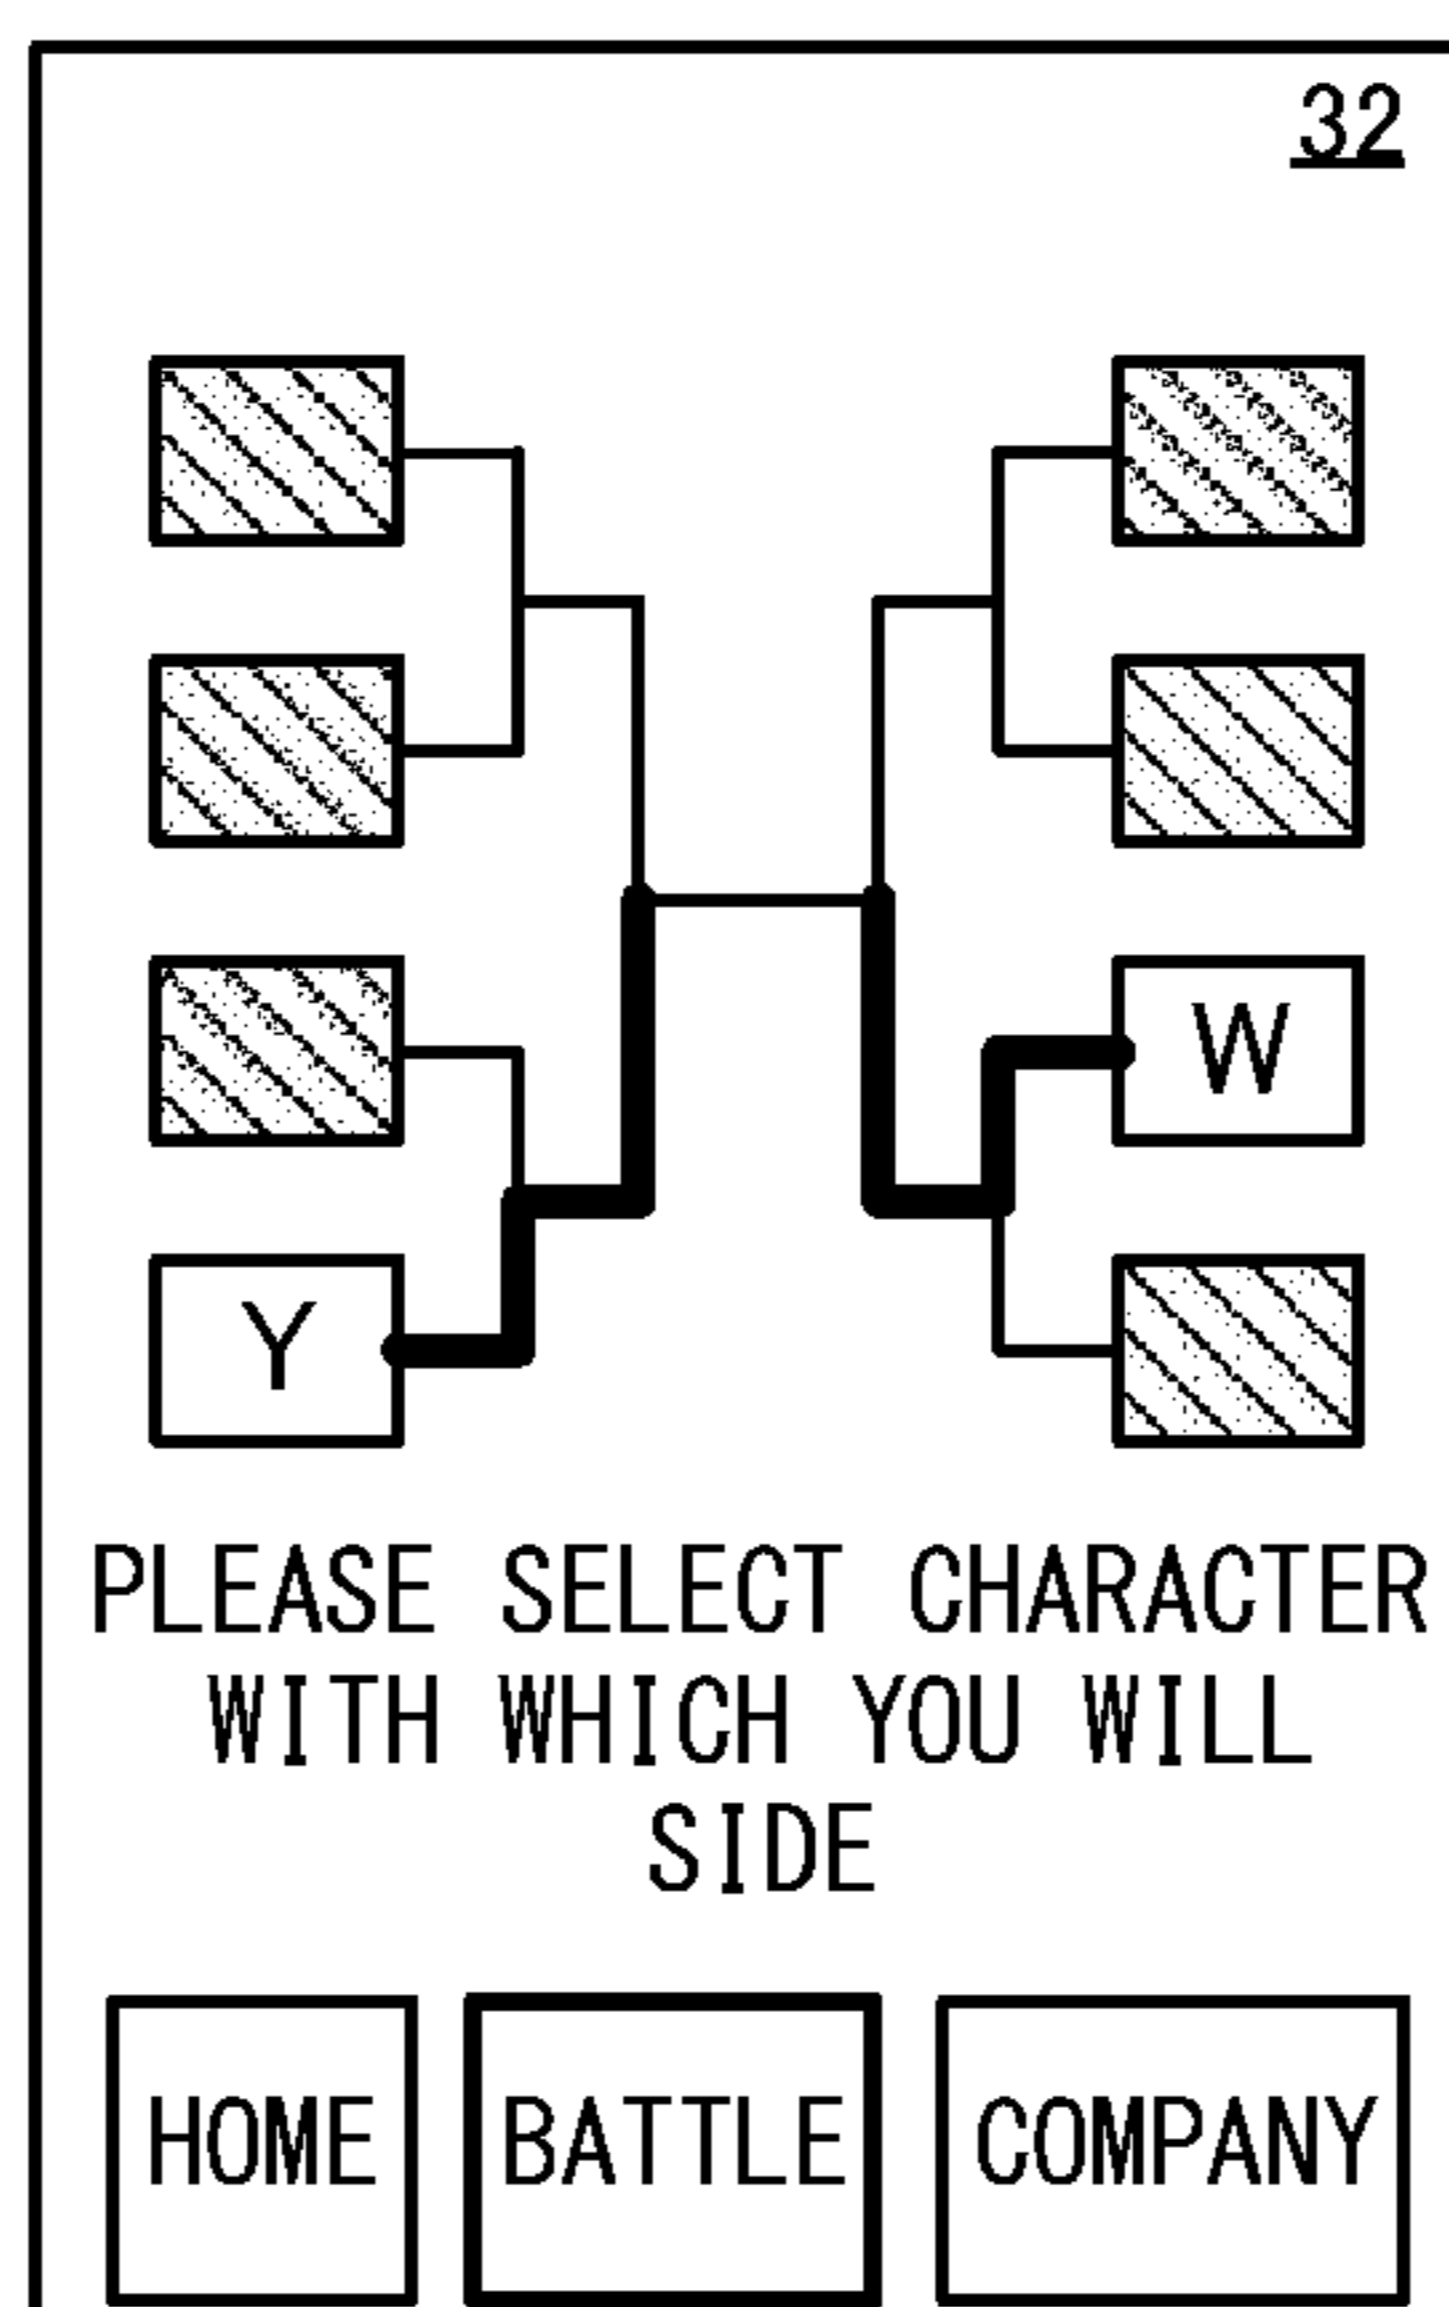 32
W
Y
PLEASE SELECT CHARACTER
WITH WHICH YOU WILL
SIDE
HOME BATTLE COMPANY